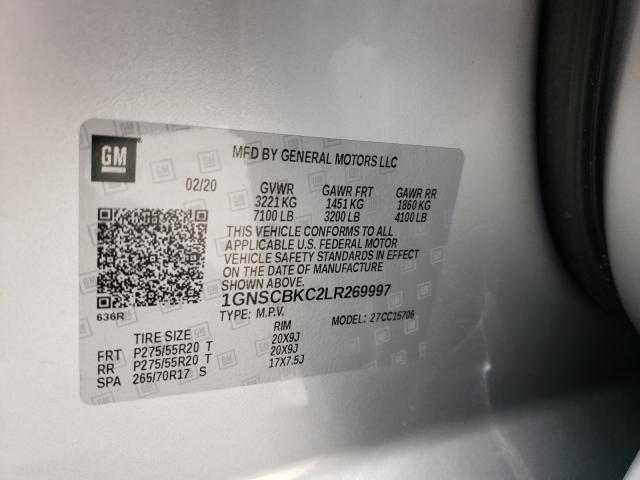 GM
MFD BY GENERAL MOTORS LLC
02/20 GVWR GAWR FRT GAWR RR
3221 KG 1451 KG 1860 KG
7100 LB 3200 LB 4100 LB
THIS VEHICLE CONFORMS TO ALL
APPLICABLE U.S. FEDERAL MOTOR
VEHICLE SAFETY STANDARDS IN EFFECT
ON THE DATE OF MANUFACTURE
SHOWN ABOVE.
1GNSCBKC2LR269997
636R TYPE: M.P.V. MODEL: 27CC15706
TIRE SIZE RIM
FRT P275/55R20 T 20X9J
RR P275/55R20 T 20X9J
SPA 265/70R17 S 17X7.5J